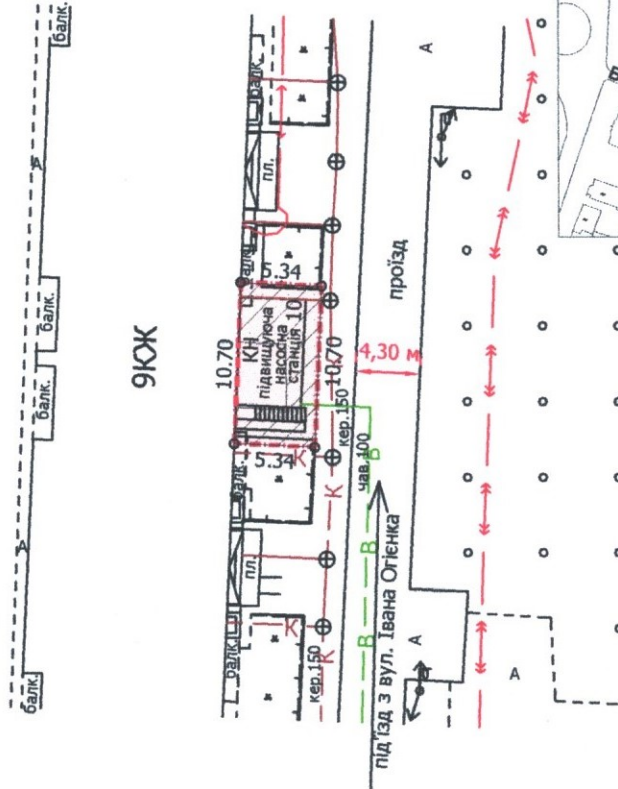 балк.
А
балк.
балк.
А
балк.
9КЖ
балк.
пл.
балк.
5.34
10.70
КН
підвищуюча
насосна
станція 10
10.70
5.34
К
балк.
пл.
балк.
К
К
К
кер.150
кер.150
чав.100
В
В
В
під'їзд з вул. Івана Огієнка
проїзд
4,30 м
А
А
А